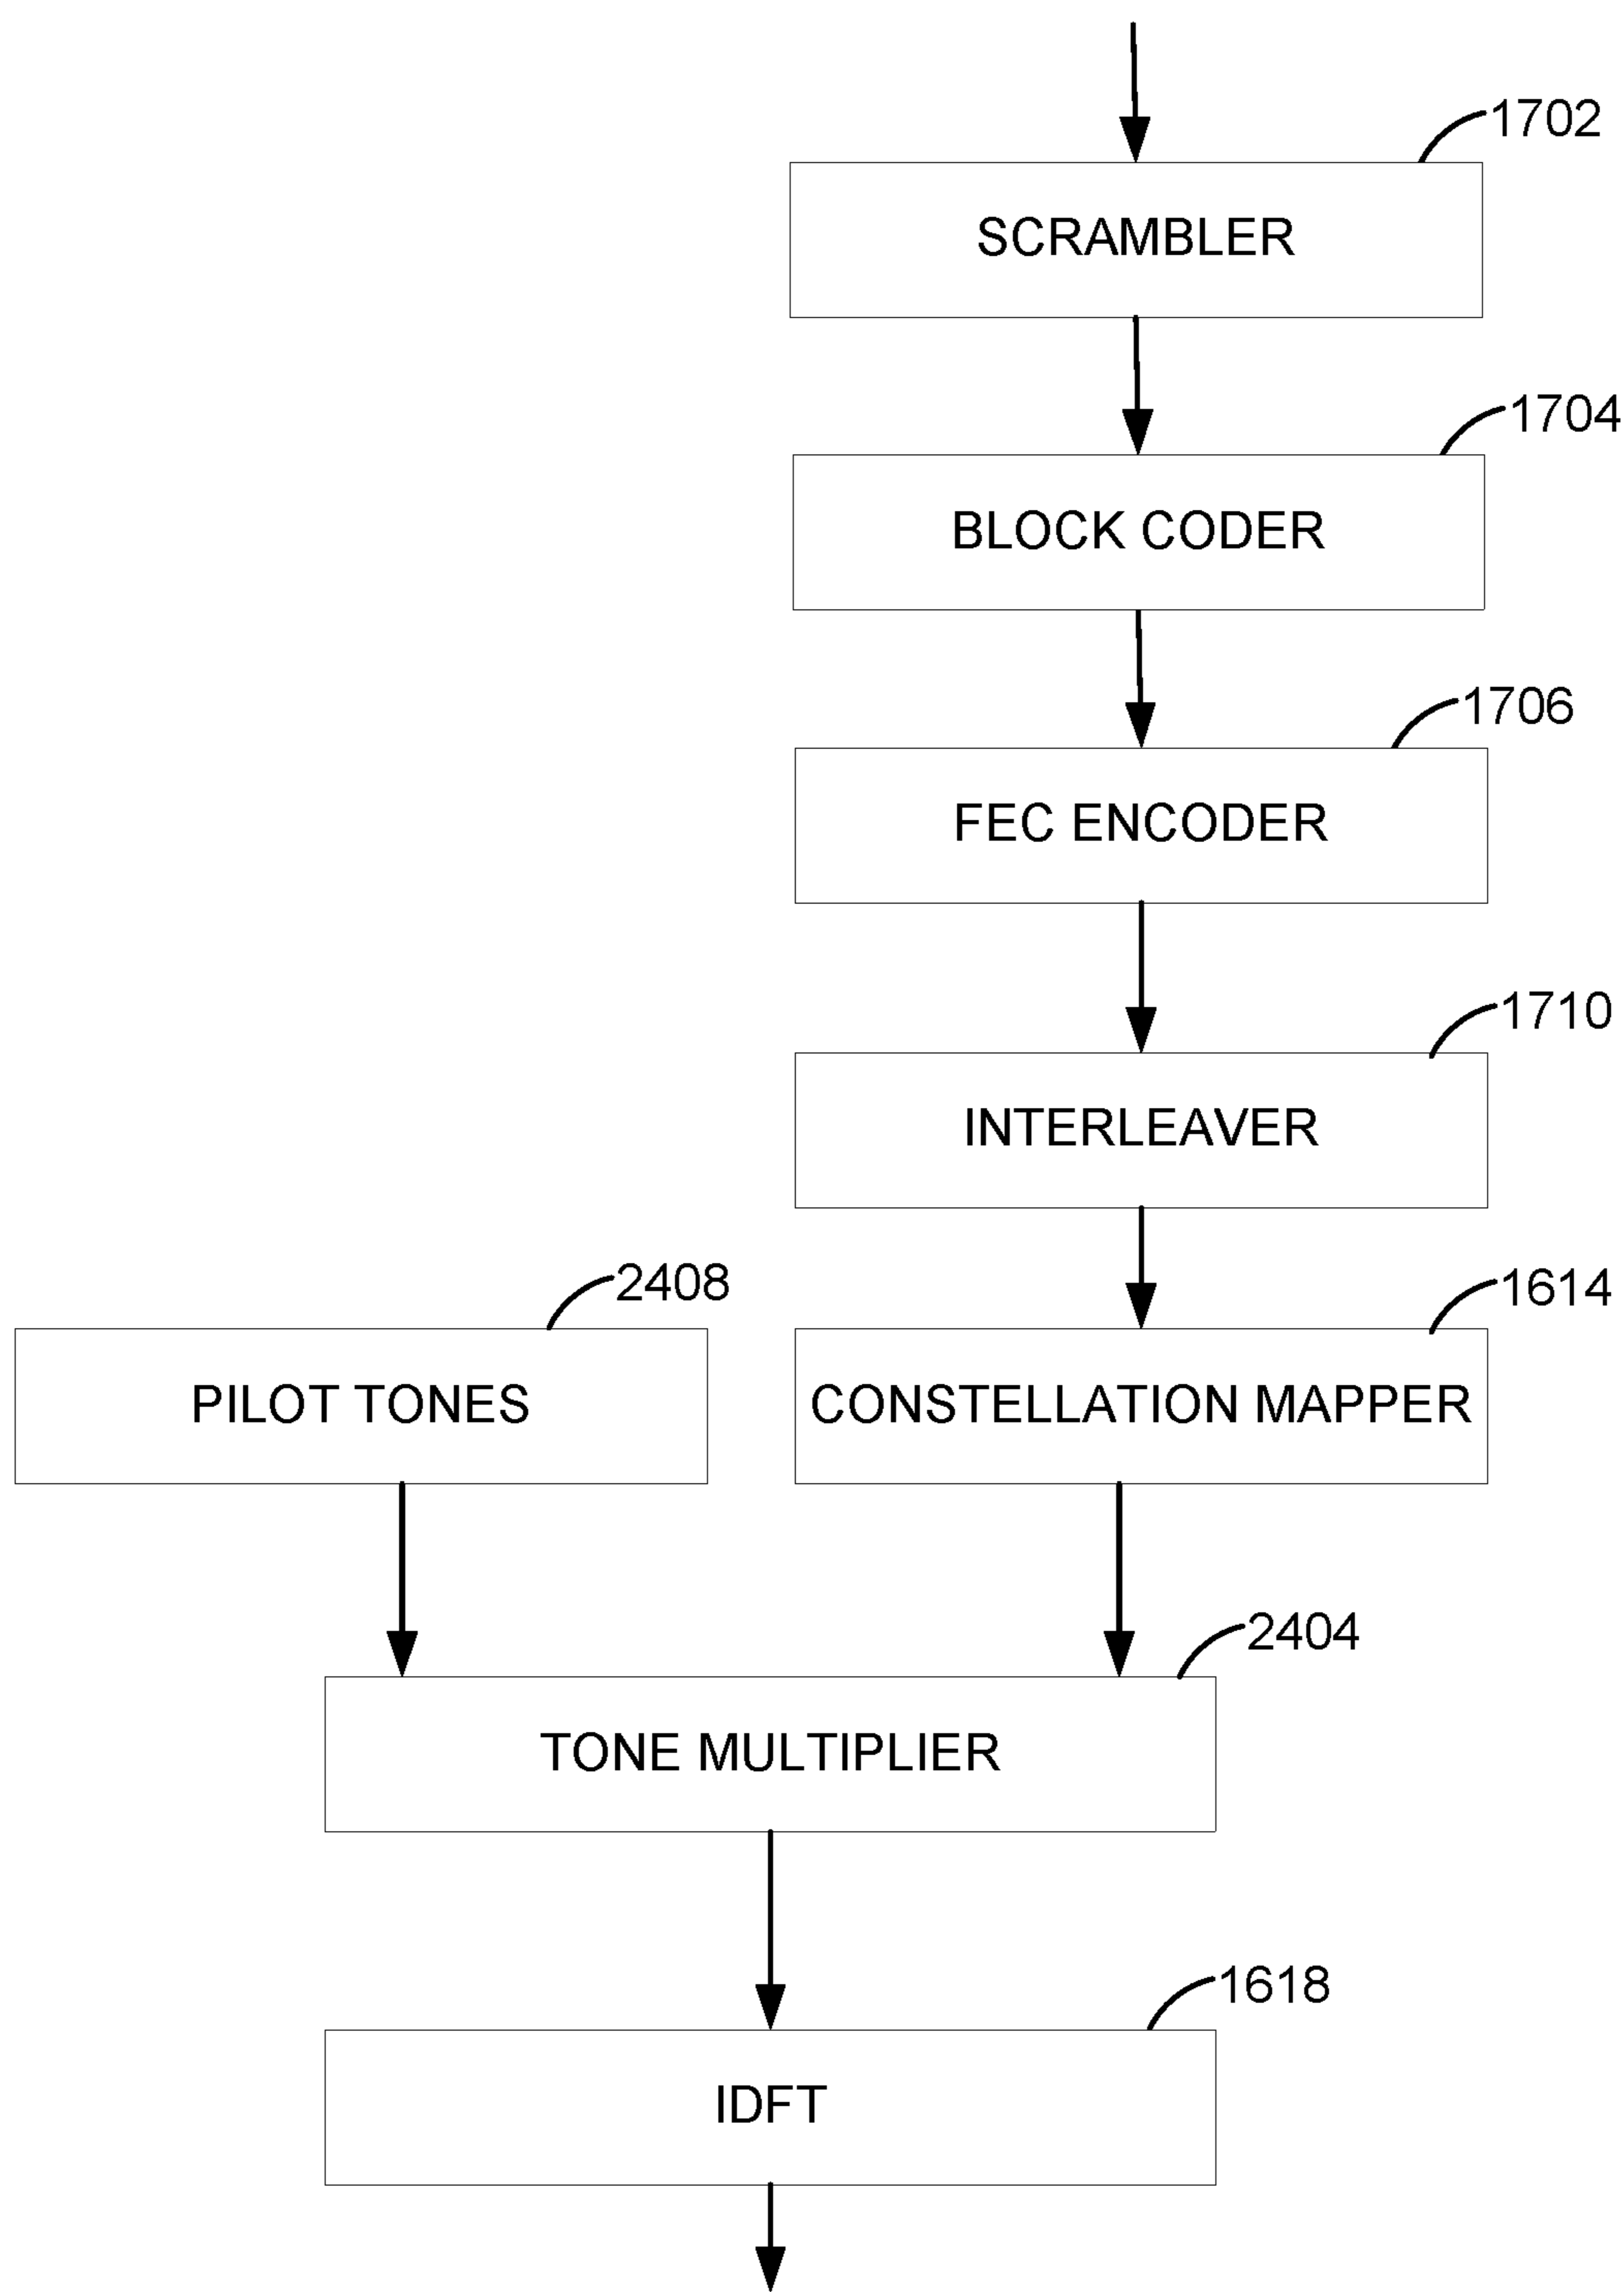 1702
SCRAMBLER
1704
BLOCK CODER
1706
FEC ENCODER
1710
INTERLEAVER
2408
1614
PILOT TONES
CONSTELLATION MAPPER
2404
TONE MULTIPLIER
1618
IDFT